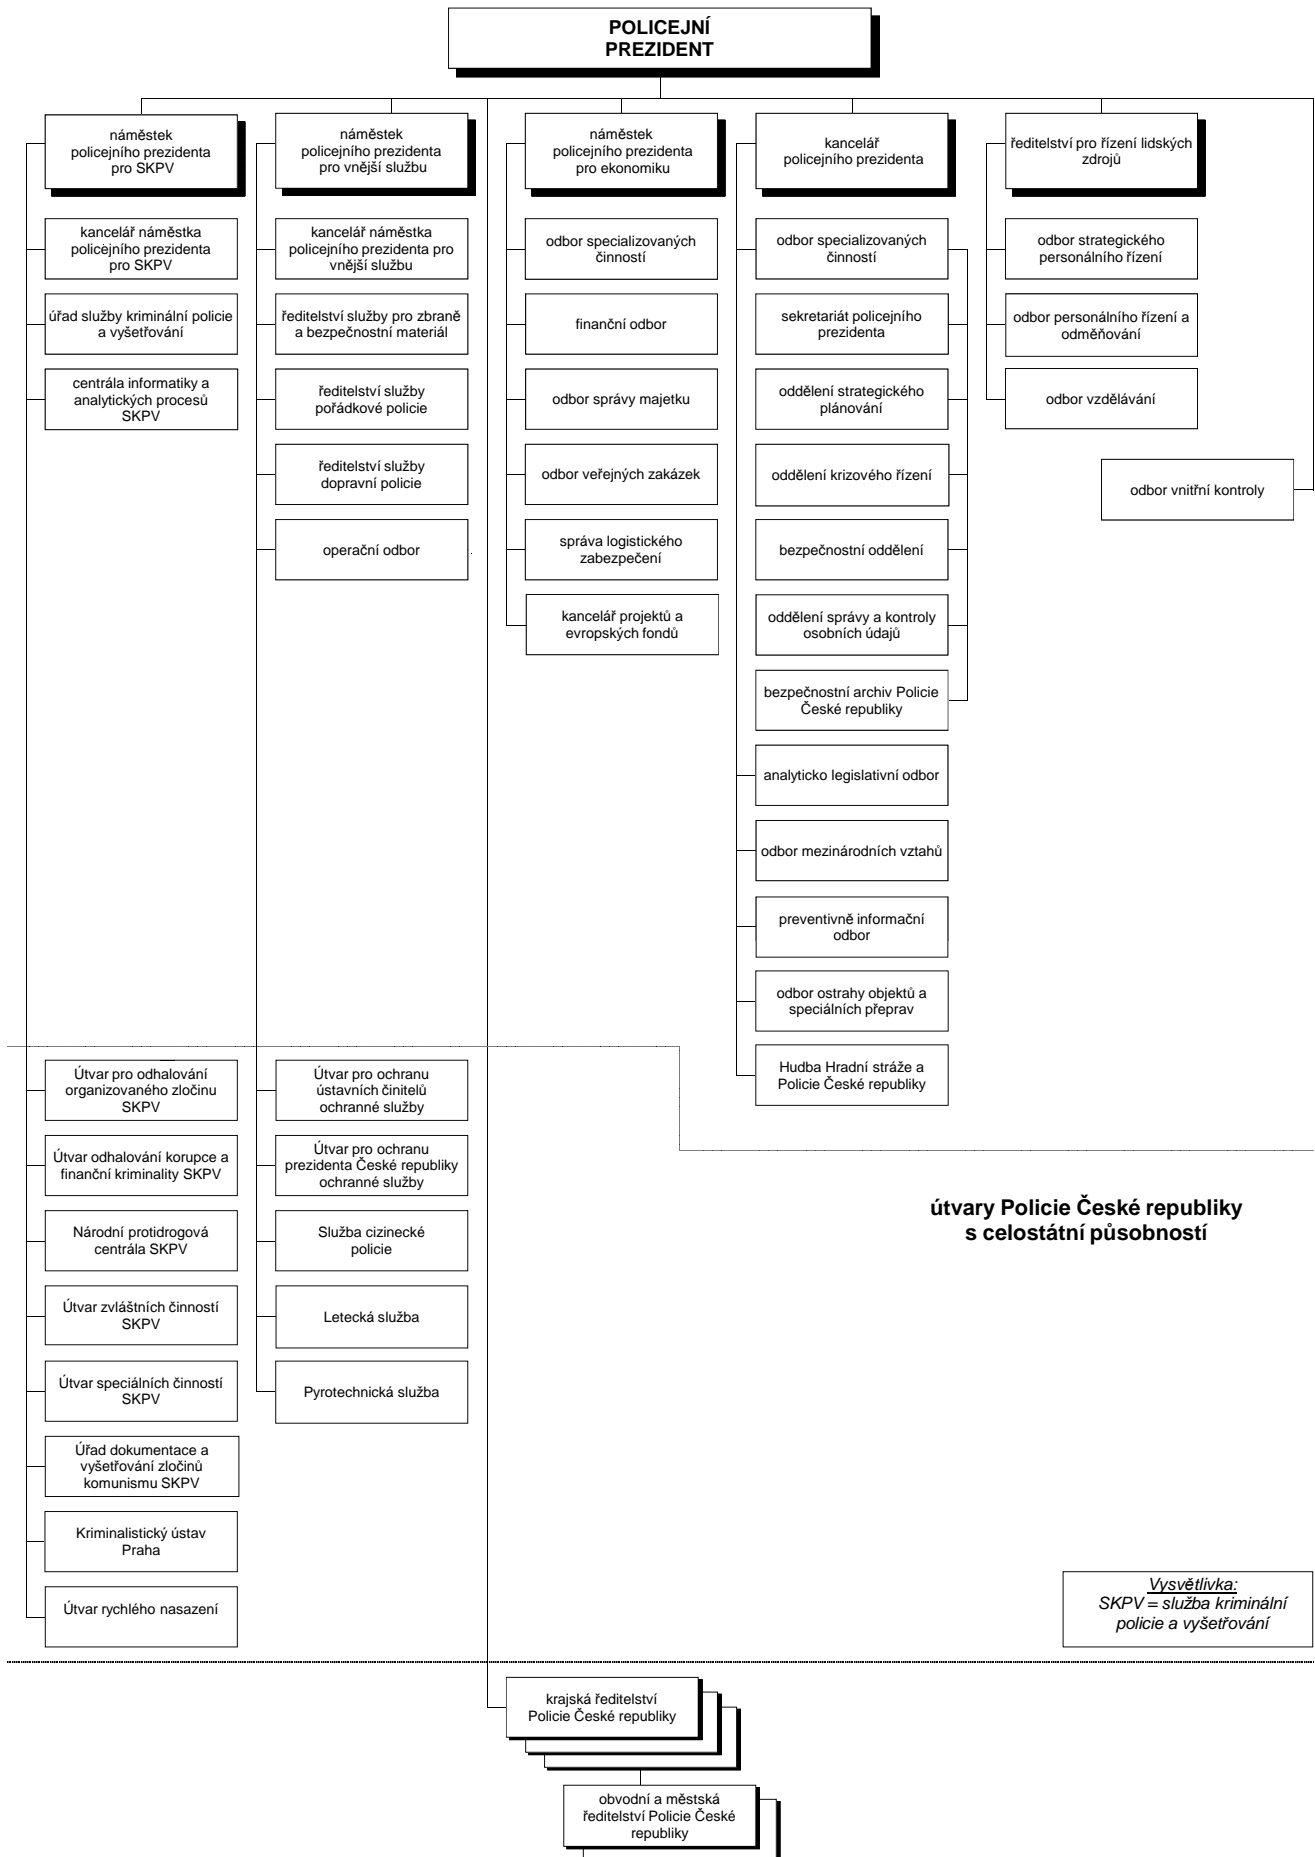 POLICEJNÍ
PREZIDENT
náměstek
policejního prezidenta
pro SKPV
náměstek
policejního prezidenta
pro vnější službu
náměstek
policejního prezidenta
pro ekonomiku
kancelář
policejního prezidenta
ředitelství pro řízení lidských
zdrojů
kancelář náměstka
policejního prezidenta
pro SKPV
kancelář náměstka
policejního prezidenta pro
vnější službu
odbor specializovaných
činností
odbor specializovaných
činností
odbor strategického
personálního řízení
úřad služby kriminální policie
a vyšetřování
ředitelství služby pro zbraně
a bezpečnostní materiál
finanční odbor
sekretariát policejního
prezidenta
odbor personálního řízení a
odměňování
centrála informatiky a
analytických procesů
SKPV
ředitelství služby
pořádkové policie
odbor správy majetku
oddělení strategického
plánování
odbor vzdělávání
ředitelství služby
dopravní policie
odbor veřejných zakázek
oddělení krizového řízení
odbor vnitřní kontroly
operační odbor
správa logistického
zabezpečení
bezpečnostní oddělení
kancelář projektů a
evropských fondů
oddělení správy a kontroly
osobních údajů
bezpečnostní archiv Policie
České republiky
analyticko legislativní odbor
odbor mezinárodních vztahů
preventivně informační
odbor
odbor ostrahy objektů a
speciálních přeprav
Hudba Hradní stráže a
Policie České republiky
Útvar pro odhalování
organizovaného zločinu
SKPV
Útvar pro ochranu
ústavních činitelů
ochranné služby
Útvar odhalování korupce a
finanční kriminality SKPV
Útvar pro ochranu
prezidenta České republiky
ochranné služby
útvary Policie České republiky
s celostátní působností
Národní protidrogová
centrála SKPV
Služba cizinecké
policie
Útvar zvláštních činností
SKPV
Letecká služba
Útvar speciálních činností
SKPV
Pyrotechnická služba
Úřad dokumentace a
vyšetřování zločinů
komunismu SKPV
Kriminalistický ústav
Praha
Útvar rychlého nasazení
Vysvětlivka:
SKPV = služba kriminální
policie a vyšetřování
krajská ředitelství
Policie České republiky
obvodní a městská
ředitelství Policie České
republiky